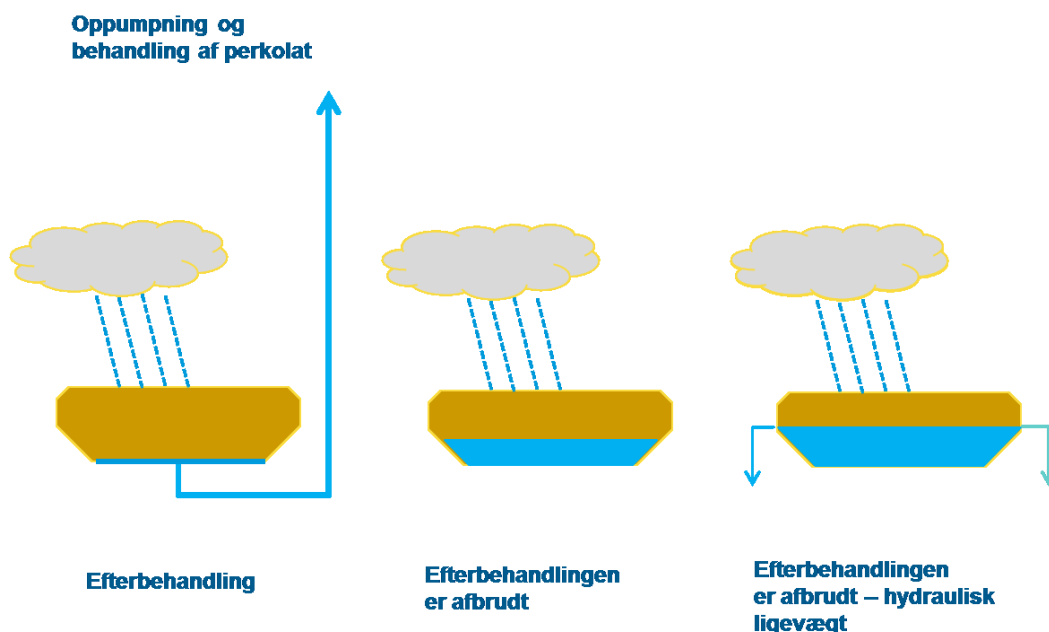 Oppumpning og
behandling af perkolat
Efterbehandling
Efterbehandlingen
er afbrudt
Efterbehandlingen
er afbrudt – hydraulisk
ligevægt